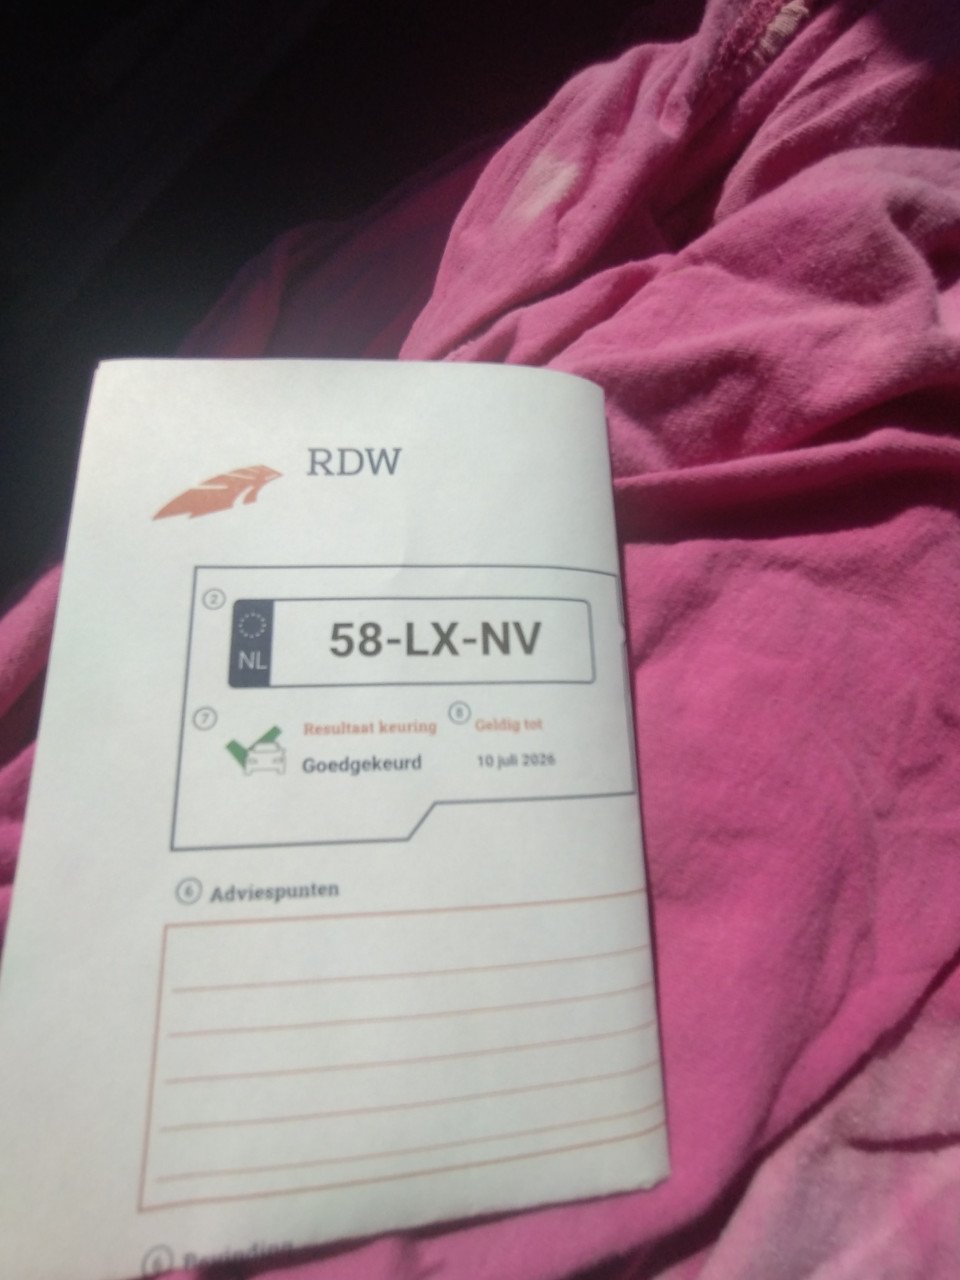 RDW
2
NL
58-LX-NV
7
Resultaat keuring
8
Geldig tot
Goedgekeurd
10 juli 2026
6
Adviespunten